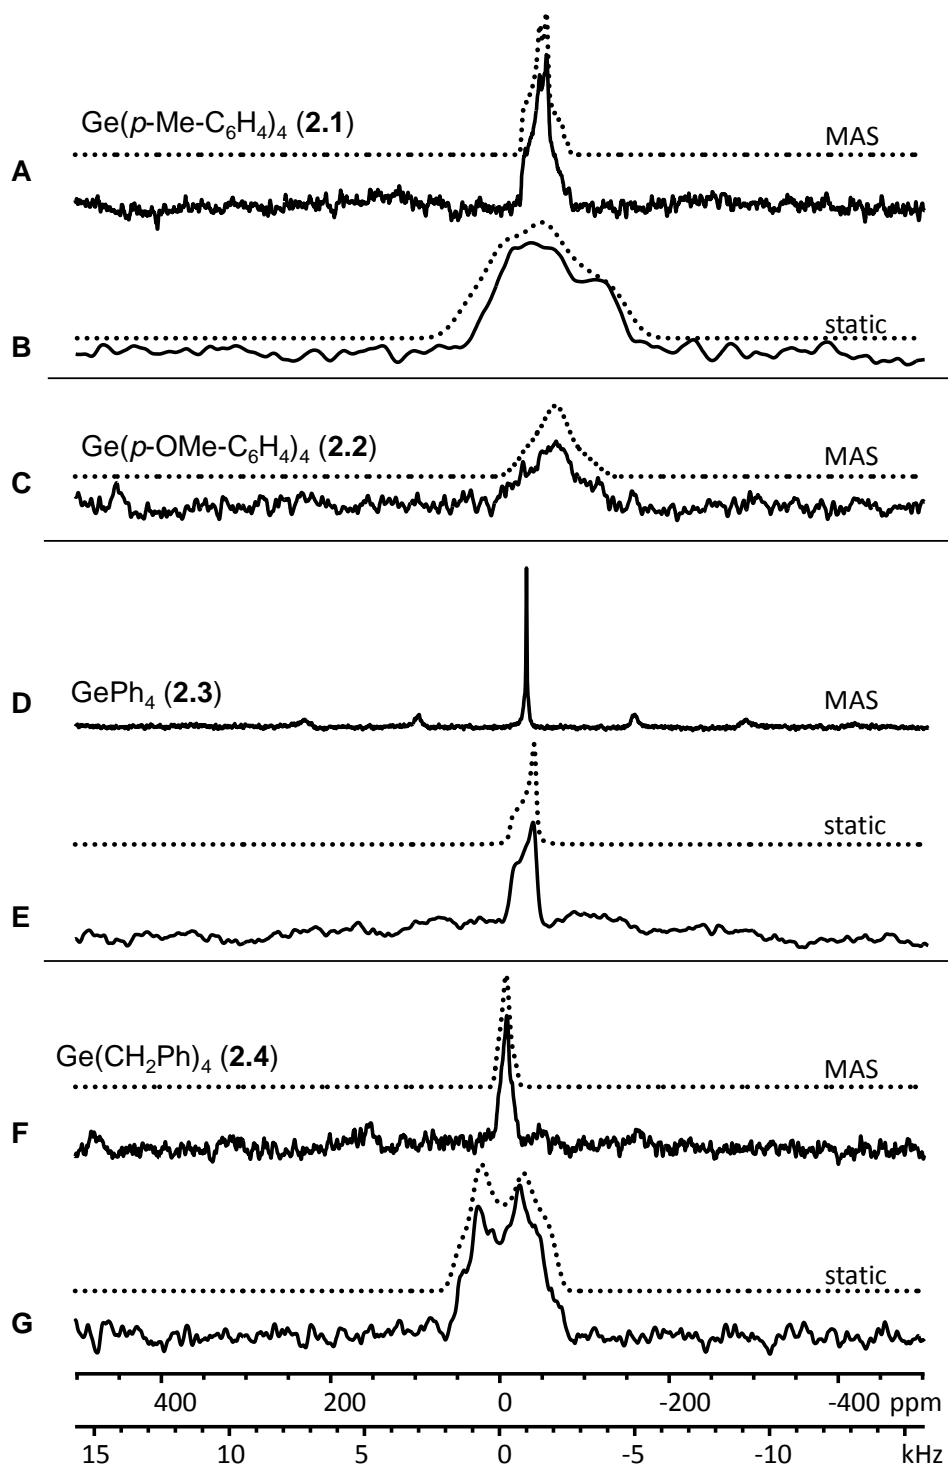 Ge(p-Me-C₆H₄)₄ (2.1)
MAS
A
static
B
Ge(p-OMe-C₆H₄)₄ (2.2)
MAS
C
GePh₄ (2.3)
MAS
D
static
E
Ge(CH₂Ph)₄ (2.4)
MAS
F
static
G
400 200 0 -200 -400 ppm
15 10 5 0 -5 -10 kHz